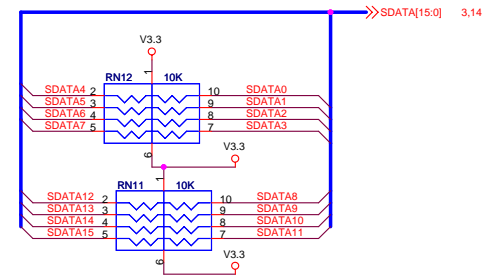 SDATA[15:0] 3,14
V3.3
1
RN12 10K
SDATA4 2 10 SDATA0
SDATA5 3 9 SDATA1
SDATA6 4 8 SDATA2
SDATA7 5 7 SDATA3
6
V3.3
1
RN11 10K
SDATA12 2 10 SDATA8
SDATA13 3 9 SDATA9
SDATA14 4 8 SDATA10
SDATA15 5 7 SDATA11
6
V3.3